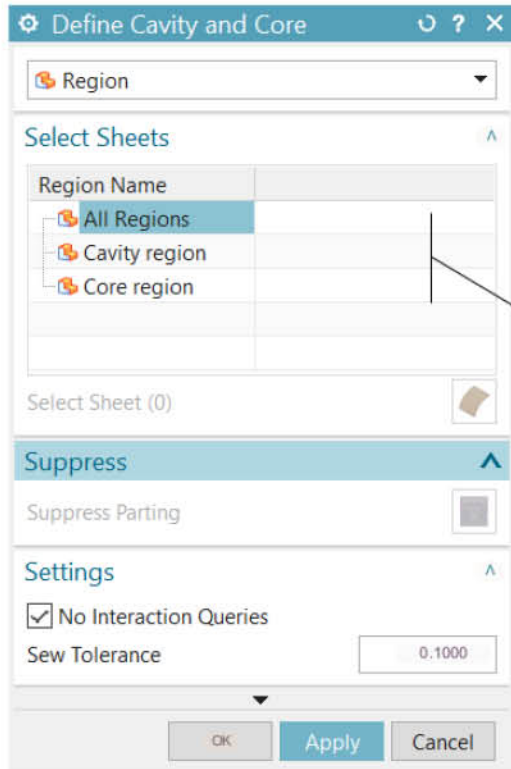 Define Cavity and Core ?
Region
Select Sheets
Region Name
All Regions
Cavity region
Core region
Select Sheet (0)
Suppress
Suppress Parting
Settings
No Interaction Queries
Sew Tolerance 0.1000
OK Apply Cancel